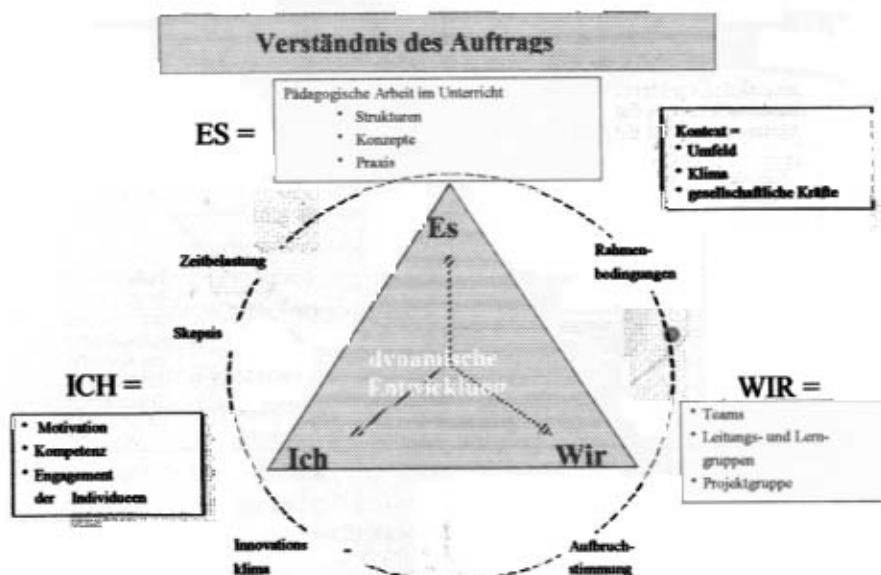 Verständnis des Auftrags
Pädagogische Arbeit im Unterricht
* Strukturen
* Konzepte
* Praxis
ES =
Kontext =
* Umfeld
* Klima
* gesellschaftliche Kräfte
Es
Zeitbelastung
Rahmen-
bedingungen
Skepsis
dynamische
Entwicklung
ICH =
* Motivation
* Kompetenz
* Engagement
der Individuen
WIR =
* Teams
* Leitungs- und Lern-
gruppen
* Projektgruppe
Ich
Wir
Innovations
klima
Aufbruch-
stimmung